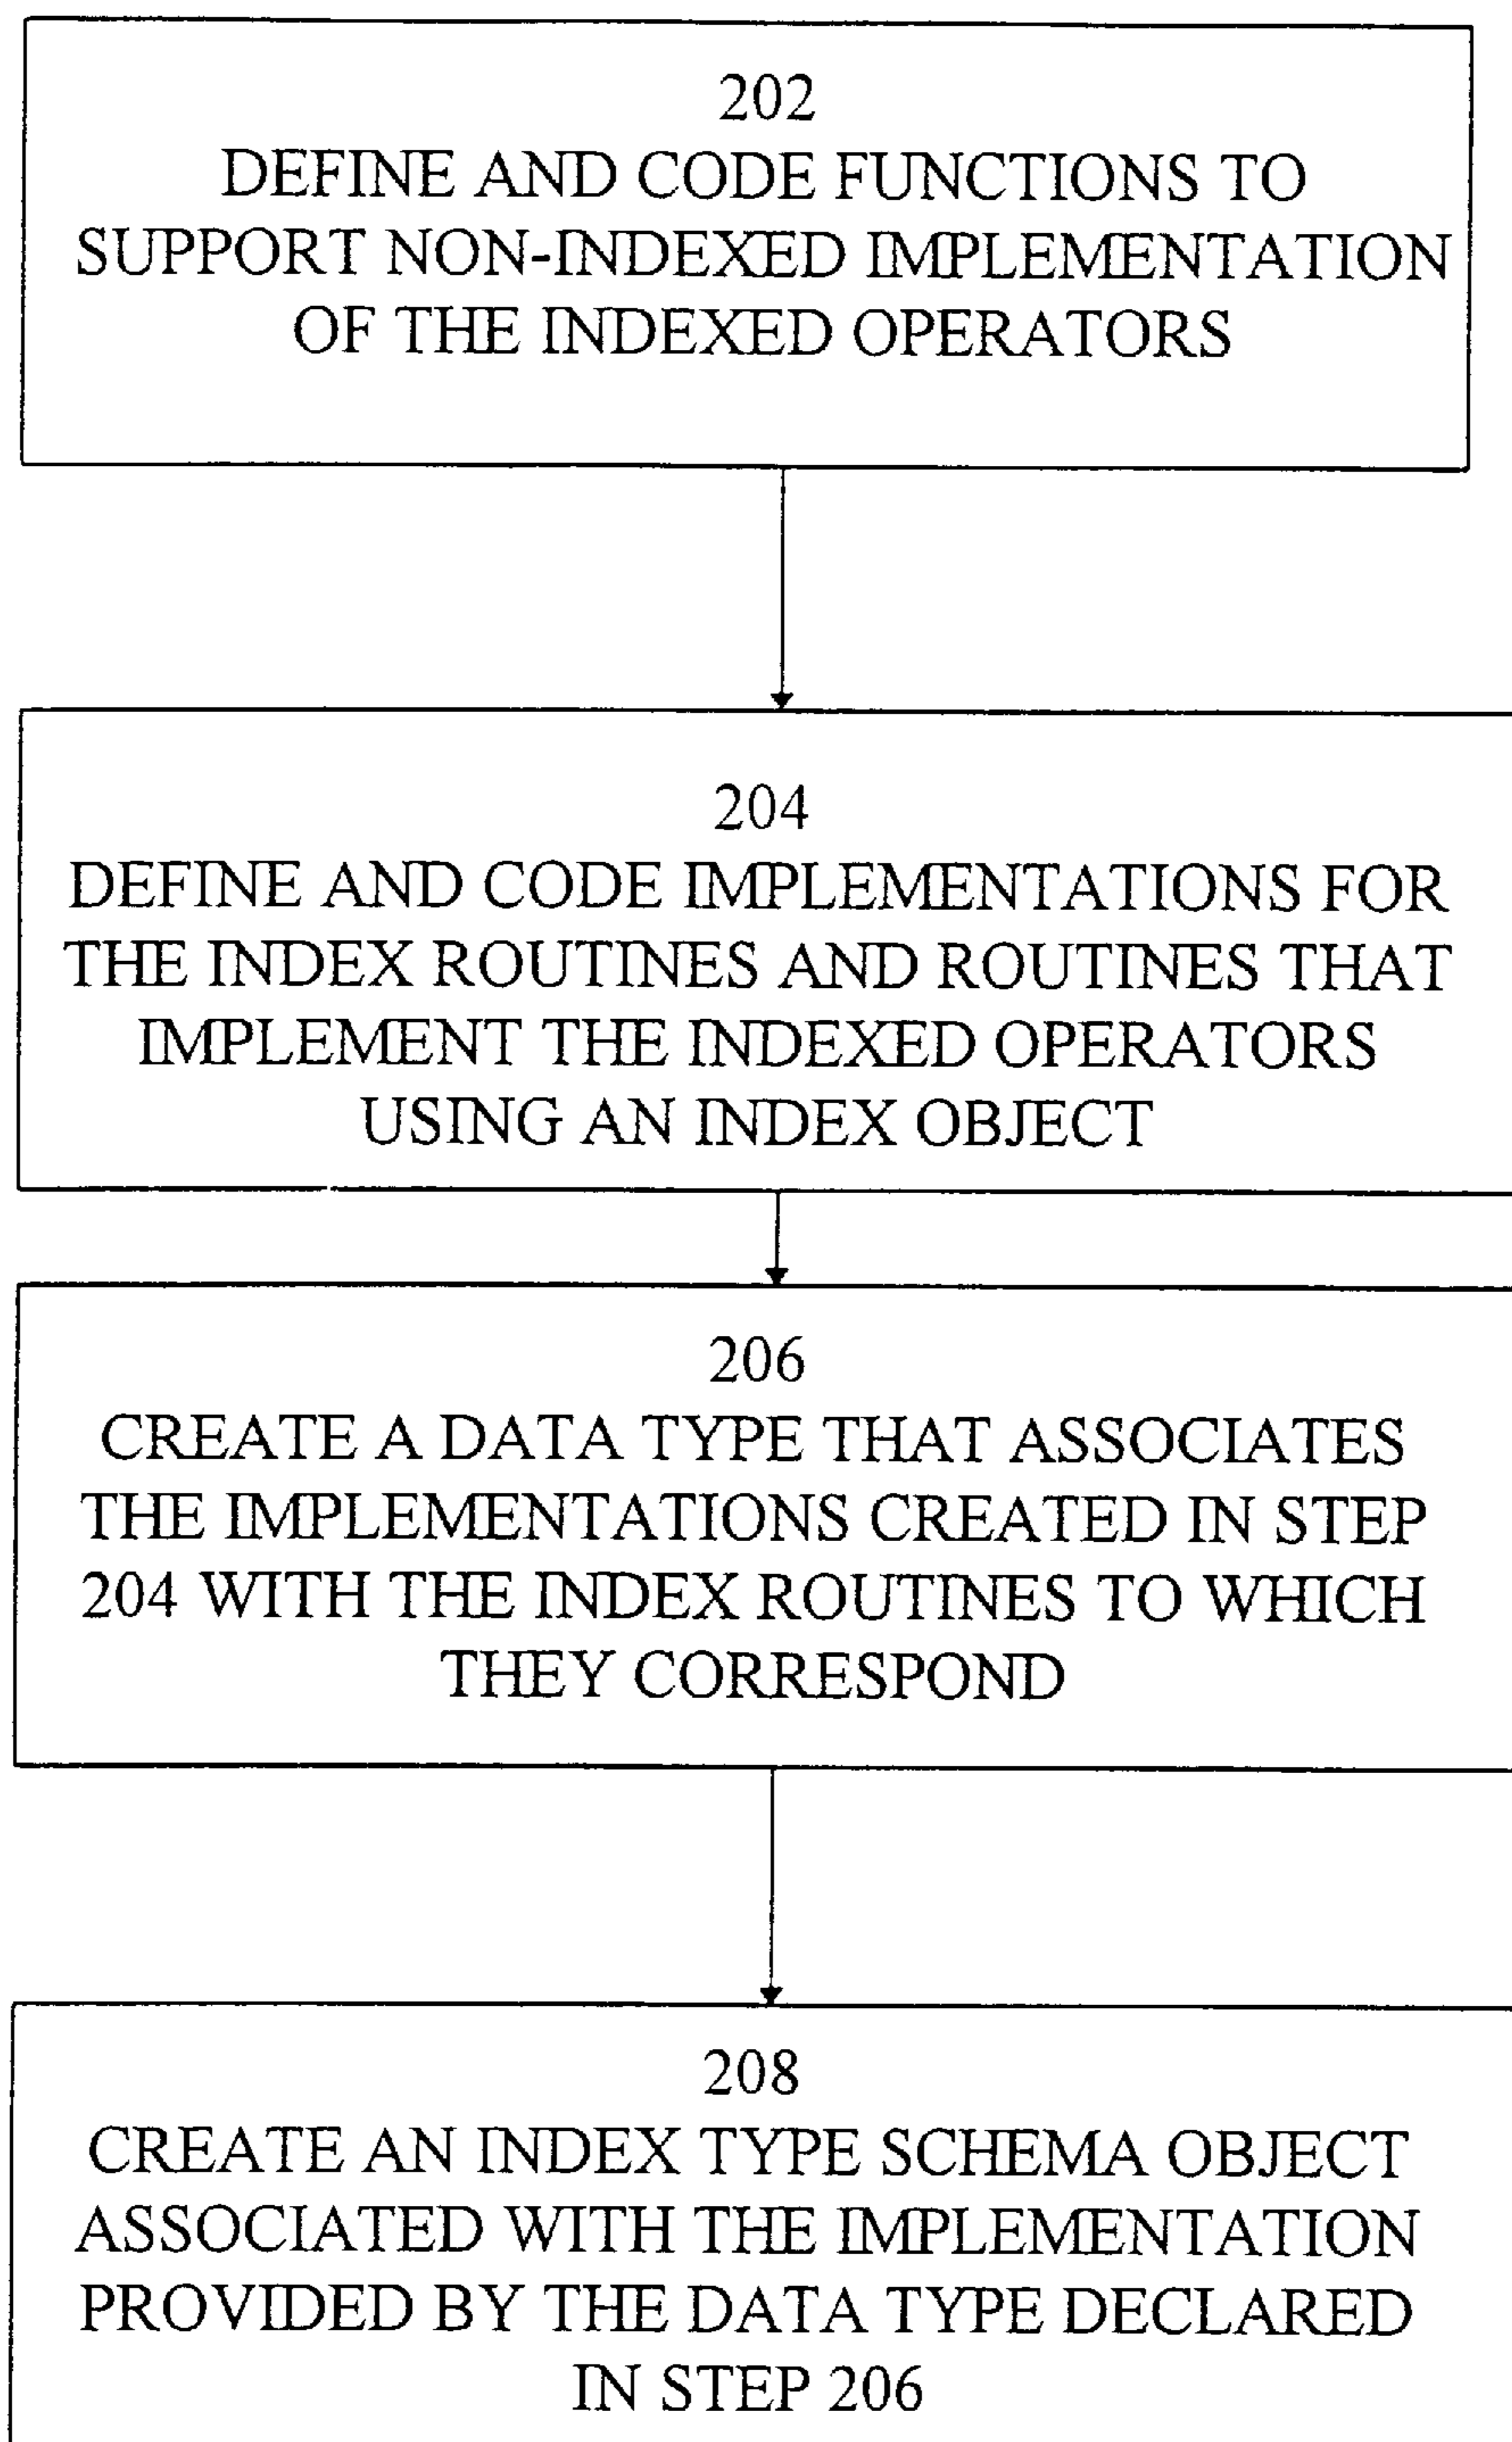 202
DEFINE AND CODE FUNCTIONS TO
SUPPORT NON-INDEXED IMPLEMENTATION
OF THE INDEXED OPERATORS
204
DEFINE AND CODE IMPLEMENTATIONS FOR
THE INDEX ROUTINES AND ROUTINES THAT
IMPLEMENT THE INDEXED OPERATORS
USING AN INDEX OBJECT
206
CREATE A DATA TYPE THAT ASSOCIATES
THE IMPLEMENTATIONS CREATED IN STEP
204 WITH THE INDEX ROUTINES TO WHICH
THEY CORRESPOND
208
CREATE AN INDEX TYPE SCHEMA OBJECT
ASSOCIATED WITH THE IMPLEMENTATION
PROVIDED BY THE DATA TYPE DECLARED
IN STEP 206